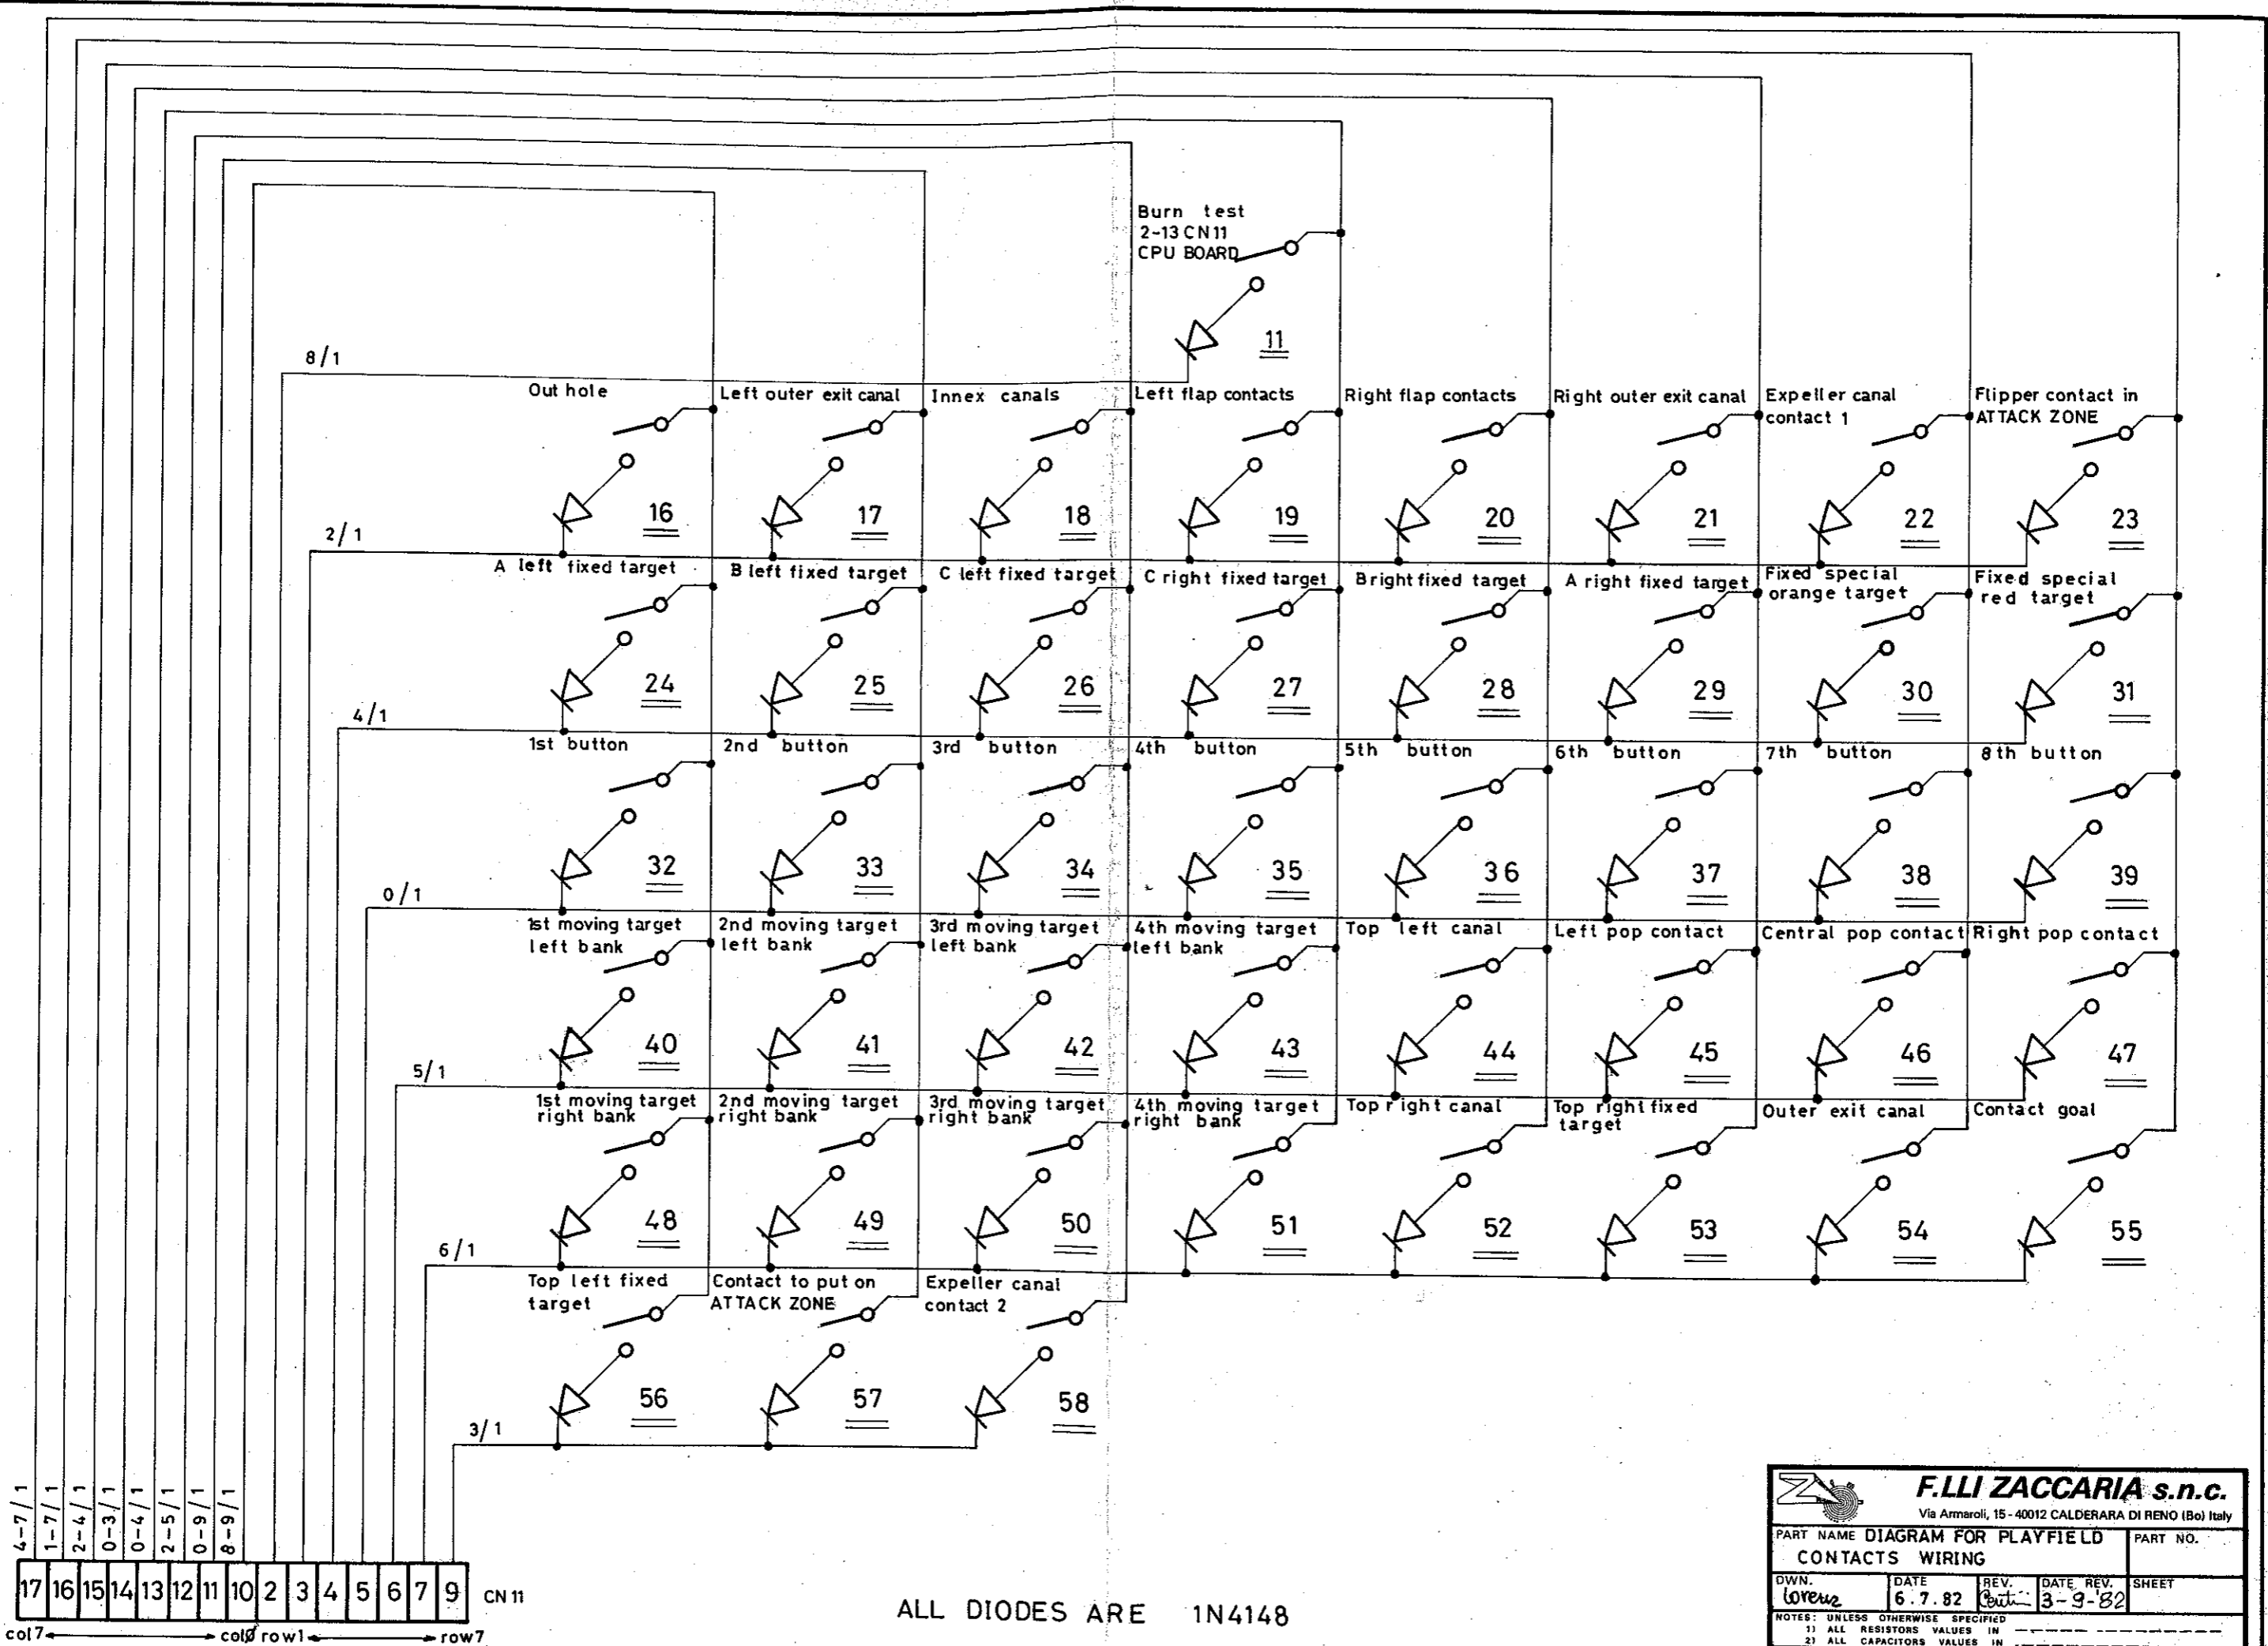 Burn test
2-13 CN11
CPU BOARD
11
8/1
Out hole
Left outer exit canal
Innex canals
Left flap contacts
Right flap contacts
Right outer exit canal
Expeller canal
contact 1
Flipper contact in
ATTACK ZONE
16 17 18 19 20 21 22 23
2/1
A left fixed target
B left fixed target
C left fixed target
C right fixed target
B right fixed target
A right fixed target
Fixed special
orange target
Fixed special
red target
24 25 26 27 28 29 30 31
4/1
1st button
2nd button
3rd button
4th button
5th button
6th button
7th button
8th button
32 33 34 35 36 37 38 39
0/1
1st moving target
left bank
2nd moving target
left bank
3rd moving target
left bank
4th moving target
left bank
Top left canal
Left pop contact
Central pop contact
Right pop contact
40 41 42 43 44 45 46 47
5/1
1st moving target
right bank
2nd moving target
right bank
3rd moving target
right bank
4th moving target
right bank
Top right canal
Top right fixed
target
Outer exit canal
Contact goal
48 49 50 51 52 53 54 55
6/1
Top left fixed
target
Contact to put on
ATTACK ZONE
Expeller canal
contact 2
56 57 58
3/1
4-7/1
1-7/1
2-4/1
0-3/1
0-4/1
2-5/1
0-9/1
8-9/1
17 16 15 14 13 12 11 10 2 3 4 5 6 7 9 CN 11
col7 colØ row1 row7
ALL DIODES ARE 1N4148
F.LLI ZACCARIA s.n.c.
Via Armaroli, 15 - 40012 CALDERARA DI RENO (Bo) Italy
PART NAME DIAGRAM FOR PLAYFIELD
CONTACTS WIRING
PART NO.
DWN.
DATE
6.7.82
REV.
DATE REV.
3-9-'82
SHEET
NOTES: UNLESS OTHERWISE SPECIFIED
1) ALL RESISTORS VALUES IN
2) ALL CAPACITORS VALUES IN